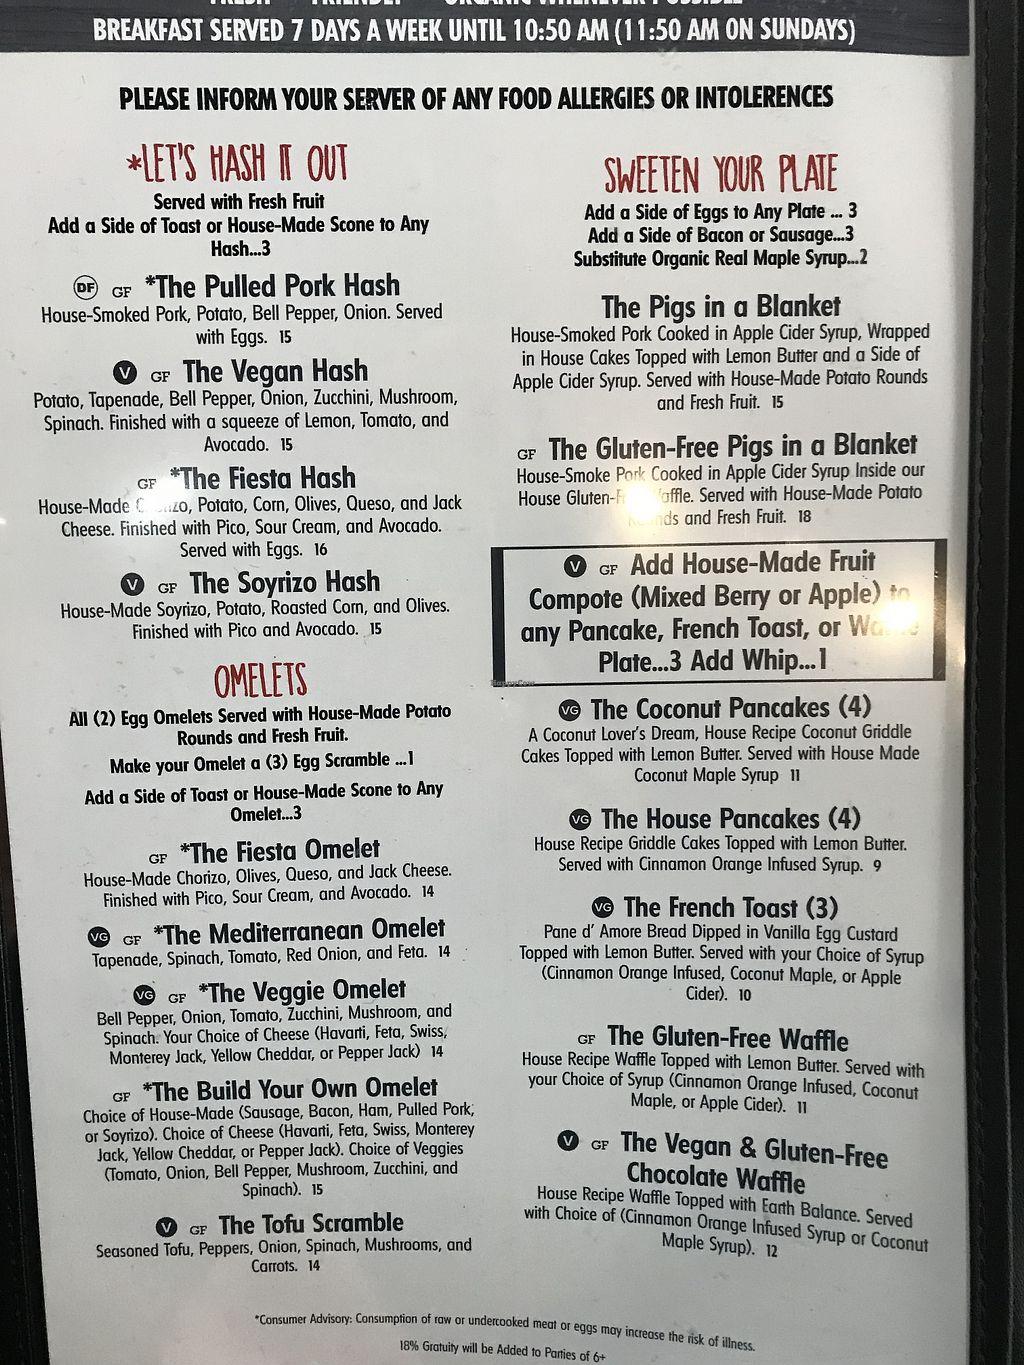 BREAKFAST SERVED 7 DAYS A WEEK UNTIL 10:50 AM (11:50 AM ON SUNDAYS)
PLEASE INFORM YOUR SERVER OF ANY FOOD ALLERGIES OR INTOLERENCES
*LET'S HASH IT OUT
Served with Fresh Fruit
Add a Side of Toast or House-Made Scone to Any
Hash...3
DF GF *The Pulled Pork Hash
House-Smoked Pork, Potato, Bell Pepper, Onion. Served
with Eggs. 15
V GF The Vegan Hash
Potato, Tapenade, Bell Pepper, Onion, Zucchini, Mushroom,
Spinach. Finished with a squeeze of Lemon, Tomato, and
Avocado. 15
GF *The Fiesta Hash
House-Made Chorizo, Potato, Corn, Olives, Queso, and Jack
Cheese. Finished with Pico, Sour Cream, and Avocado.
Served with Eggs. 16
V GF The Soyrizo Hash
House-Made Soyrizo, Potato, Roasted Corn, and Olives.
Finished with Pico and Avocado. 15
OMELETS
All (2) Egg Omelets Served with House-Made Potato
Rounds and Fresh Fruit.
Make your Omelet a (3) Egg Scramble ...1
Add a Side of Toast or House-Made Scone to Any
Omelet...3
GF *The Fiesta Omelet
House-Made Chorizo, Olives, Queso, and Jack Cheese.
Finished with Pico, Sour Cream, and Avocado. 14
VG GF *The Mediterranean Omelet
Tapenade, Spinach, Tomato, Red Onion, and Feta. 14
VG GF *The Veggie Omelet
Bell Pepper, Onion, Tomato, Zucchini, Mushroom, and
Spinach. Your Choice of Cheese (Havarti, Feta, Swiss,
Monterey Jack, Yellow Cheddar, or Pepper Jack) 14
GF *The Build Your Own Omelet
Choice of House-Made (Sausage, Bacon, Ham, Pulled Pork,
or Soyrizo). Choice of Cheese (Havarti, Feta, Swiss, Monterey
Jack, Yellow Cheddar, or Pepper Jack). Choice of Veggies
(Tomato, Onion, Bell Pepper, Mushroom, Zucchini, and
Spinach). 15
V GF The Tofu Scramble
Seasoned Tofu, Peppers, Onion, Spinach, Mushrooms, and
Carrots. 14
SWEETEN YOUR PLATE
Add a Side of Eggs to Any Plate ... 3
Add a Side of Bacon or Sausage...3
Substitute Organic Real Maple Syrup...2
The Pigs in a Blanket
House-Smoked Pork Cooked in Apple Cider Syrup, Wrapped
in House Cakes Topped with Lemon Butter and a Side of
Apple Cider Syrup. Served with House-Made Potato Rounds
and Fresh Fruit. 15
GF The Gluten-Free Pigs in a Blanket
House-Smoke Pork Cooked in Apple Cider Syrup Inside our
House Gluten-Free Waffle. Served with House-Made Potato
Rounds and Fresh Fruit. 18
V GF Add House-Made Fruit
Compote (Mixed Berry or Apple) to
any Pancake, French Toast, or Waffle
Plate...3 Add Whip...1
HappyCow
VG The Coconut Pancakes (4)
A Coconut Lover's Dream, House Recipe Coconut Griddle
Cakes Topped with Lemon Butter. Served with House Made
Coconut Maple Syrup 11
VG The House Pancakes (4)
House Recipe Griddle Cakes Topped with Lemon Butter.
Served with Cinnamon Orange Infused Syrup. 9
VG The French Toast (3)
Pane d' Amore Bread Dipped in Vanilla Egg Custard
Topped with Lemon Butter. Served with your Choice of Syrup
(Cinnamon Orange Infused, Coconut Maple, or Apple
Cider). 10
GF The Gluten-Free Waffle
House Recipe Waffle Topped with Lemon Butter. Served with
your Choice of Syrup (Cinnamon Orange Infused, Coconut
Maple, or Apple Cider). 11
V GF The Vegan & Gluten-Free
Chocolate Waffle
House Recipe Waffle Topped with Earth Balance. Served
with Choice of (Cinnamon Orange Infused Syrup or Coconut
Maple Syrup). 12
*Consumer Advisory: Consumption of raw or undercooked meat or eggs may increase the risk of illness.
18% Gratuity will be Added to Parties of 6+